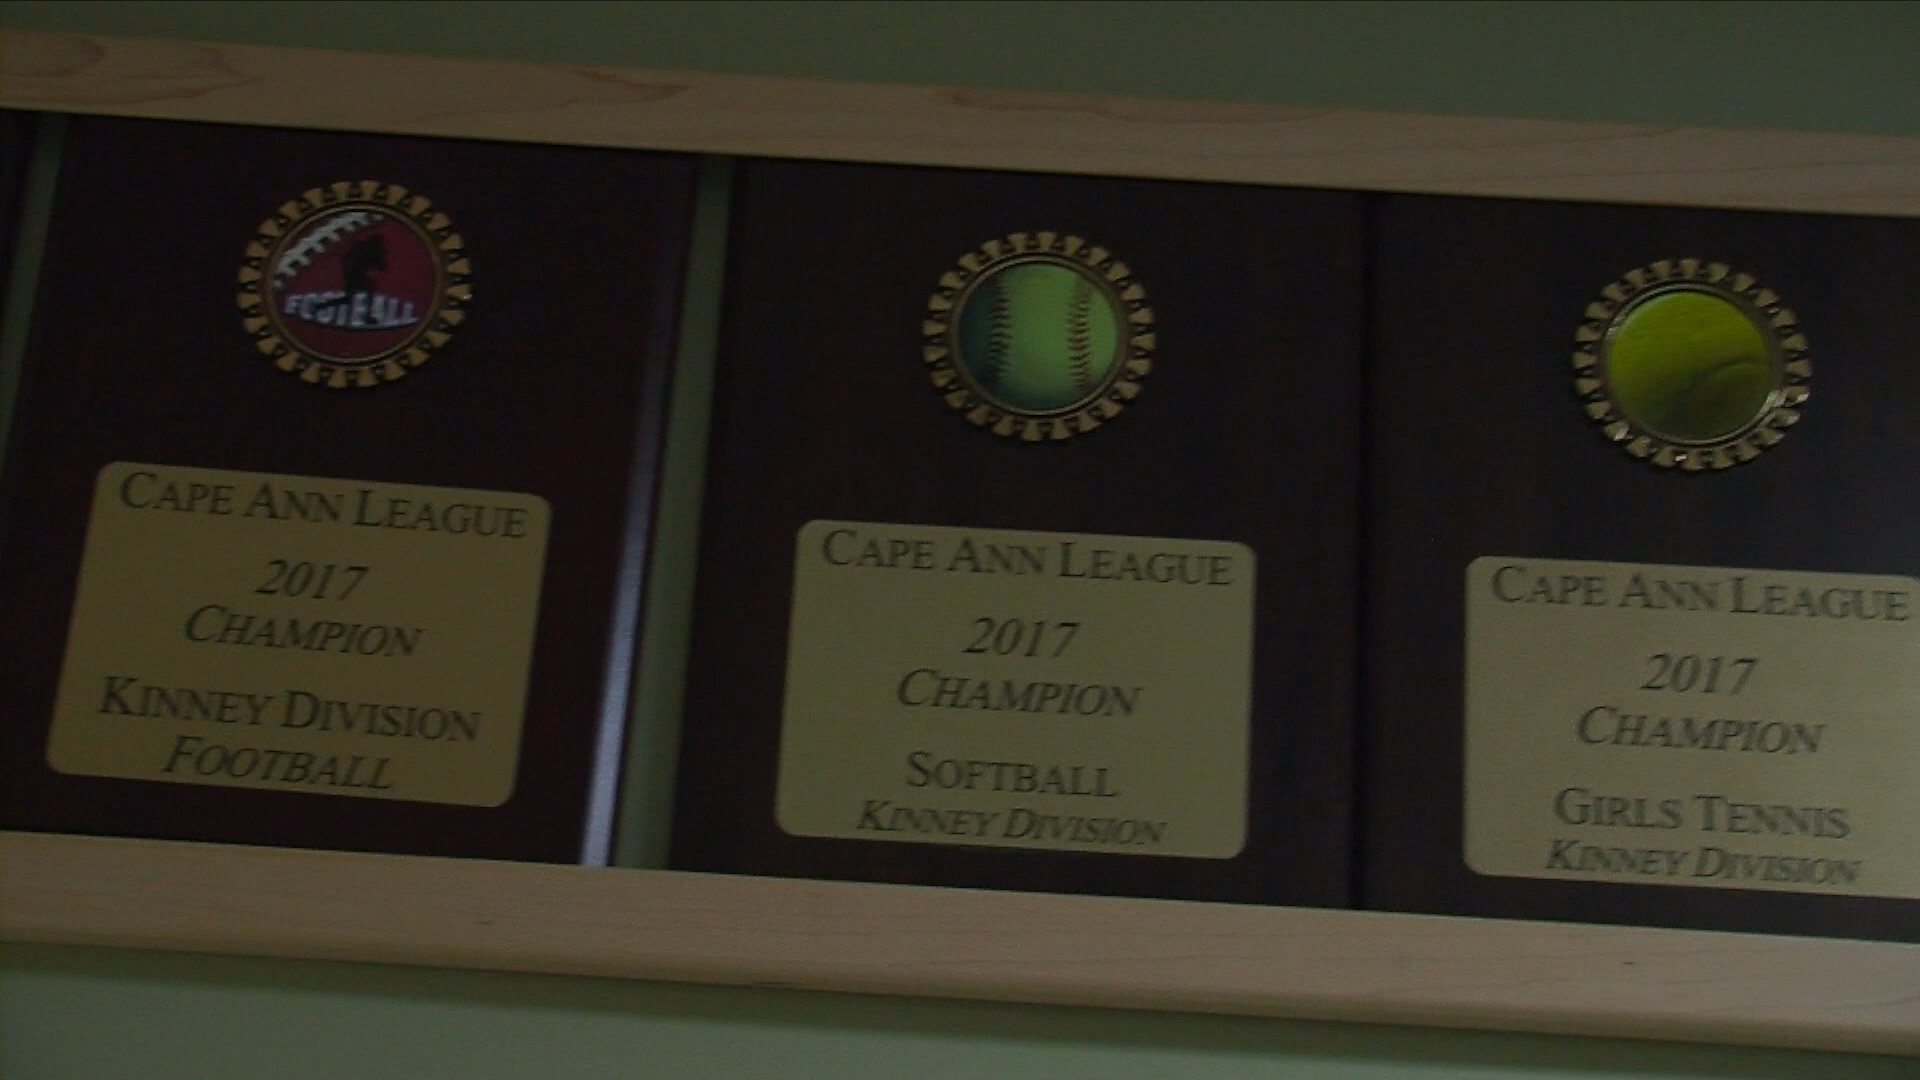 FOOTBALL
CAPE ANN LEAGUE
2017
CHAMPION
KINNEY DIVISION
FOOTBALL
CAPE ANN LEAGUE
2017
CHAMPION
SOFTBALL
KINNEY DIVISION
CAPE ANN LEAGUE
2017
CHAMPION
GIRLS TENNIS
KINNEY DIVISION